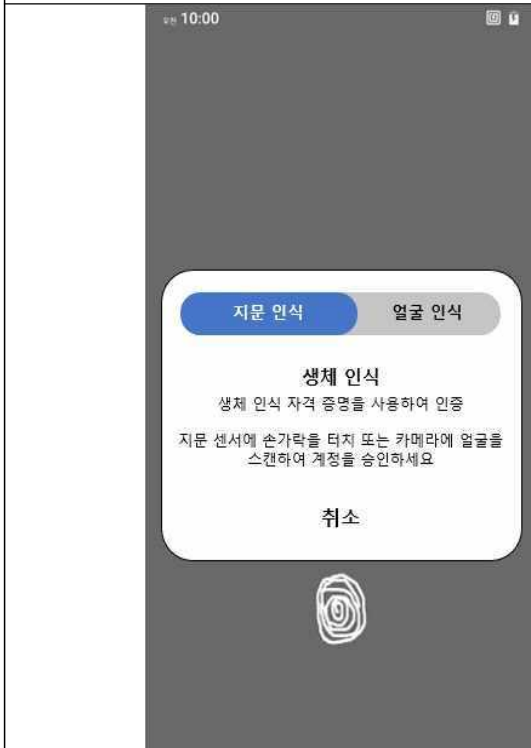 오전 10:00
지문 인식
얼굴 인식
생체 인식
생체 인식 자격 증명을 사용하여 인증
지문 센서에 손가락을 터치 또는 카메라에 얼굴을
스캔하여 계정을 승인하세요
취소